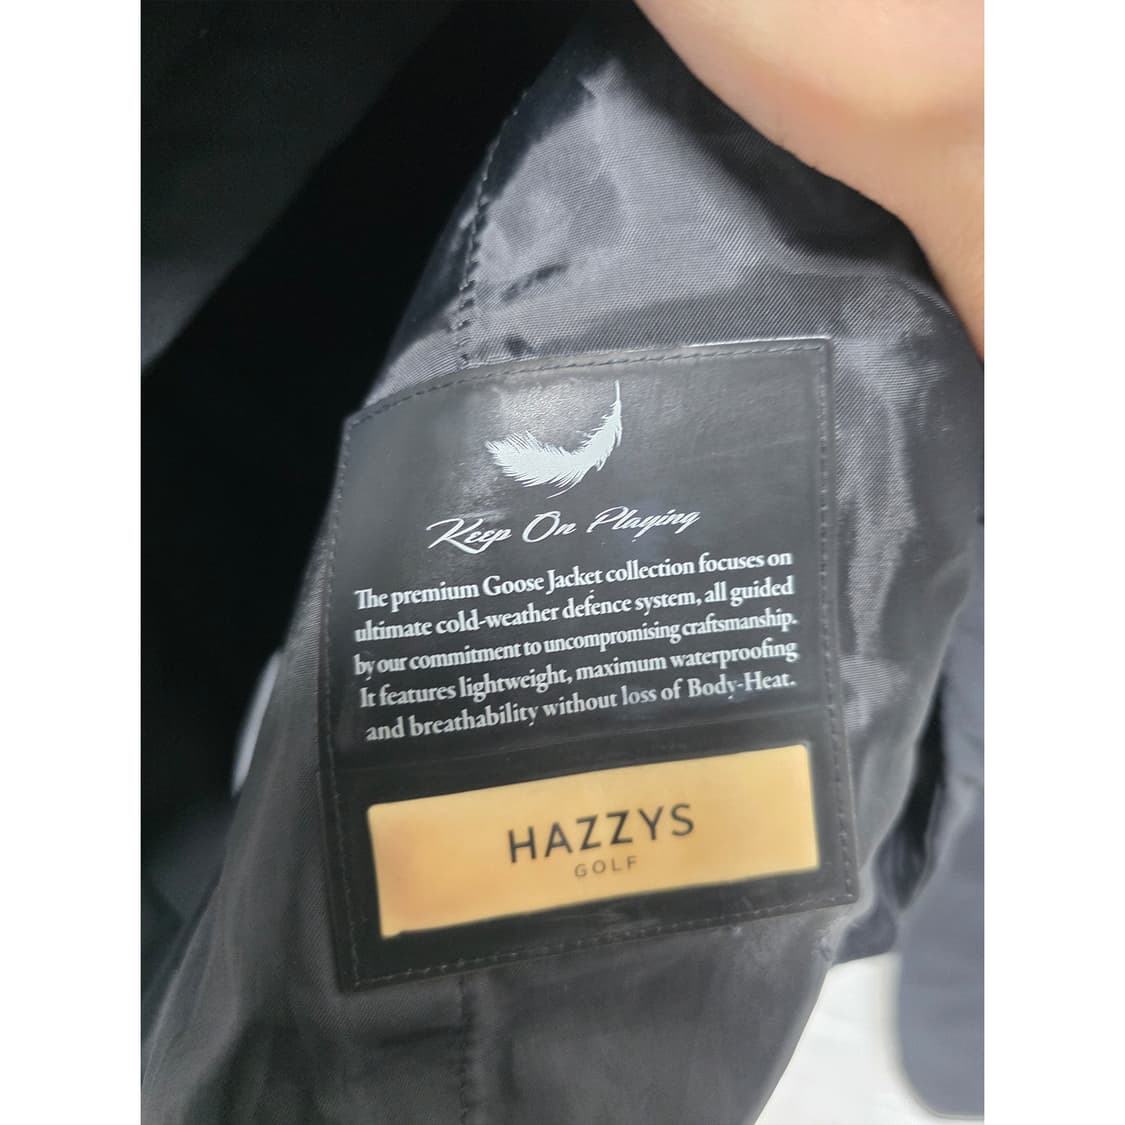 Keep On Playing
The premium Goose Jacket collection focuses on
ultimate cold-weather defence system, all guided
by our commitment to uncompromising craftsmanship.
It features lightweight, maximum waterproofing
and breathability without loss of Body-Heat.
HAZZYS
GOLF